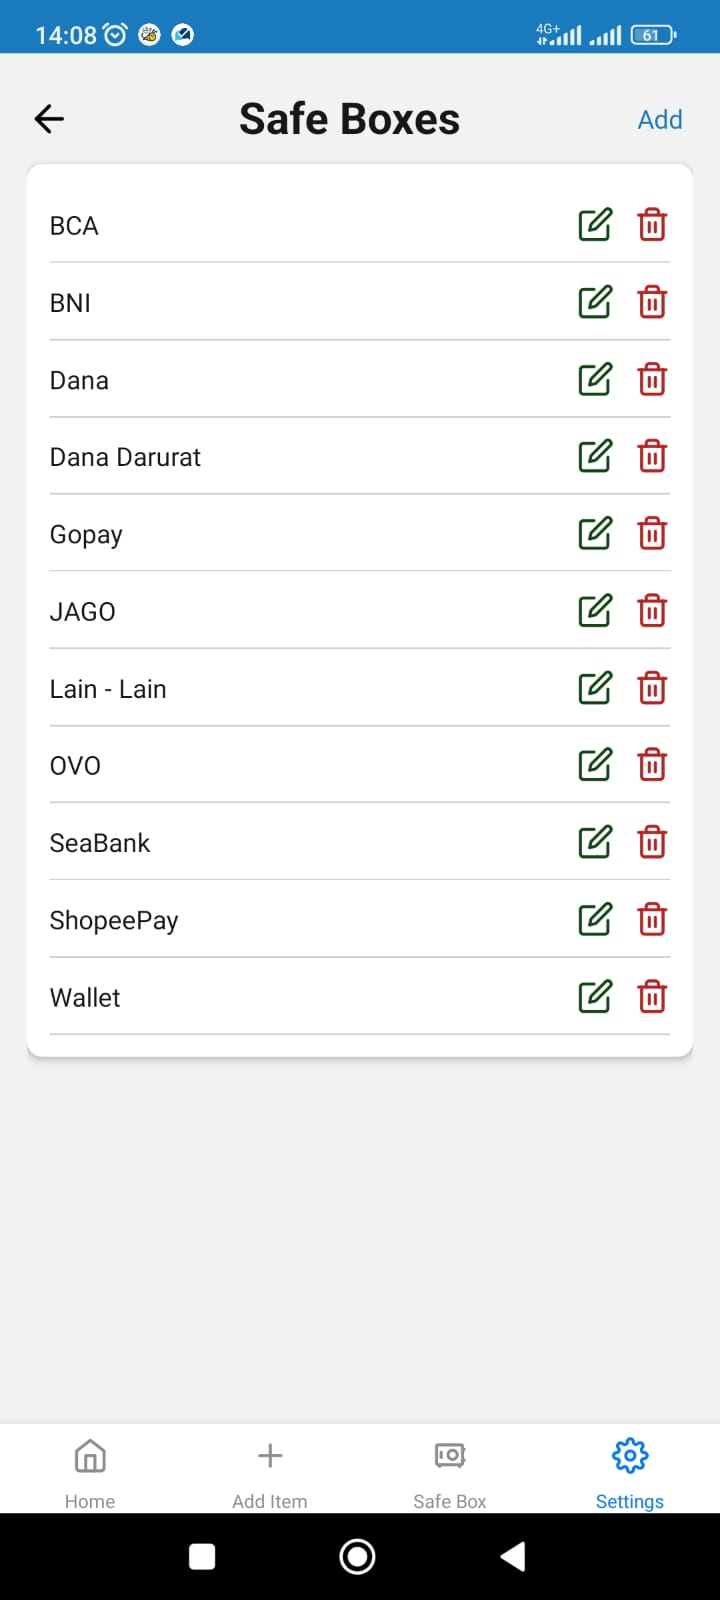 14:08
4G+
61
Safe Boxes
Add
BCA
BNI
Dana
Dana Darurat
Gopay
JAGO
Lain - Lain
OVO
SeaBank
ShopeePay
Wallet
Home
Add Item
Safe Box
Settings